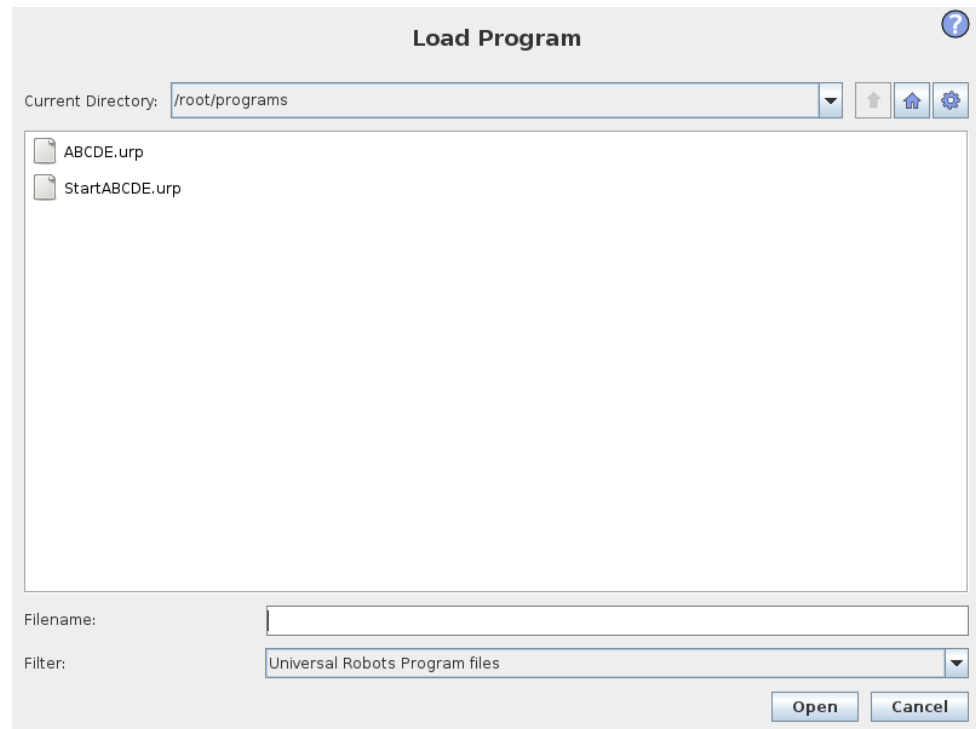 Load Program
?
Current Directory: /root/programs
ABCDE.urp
StartABCDE.urp
Filename:
Filter: Universal Robots Program files
Open Cancel